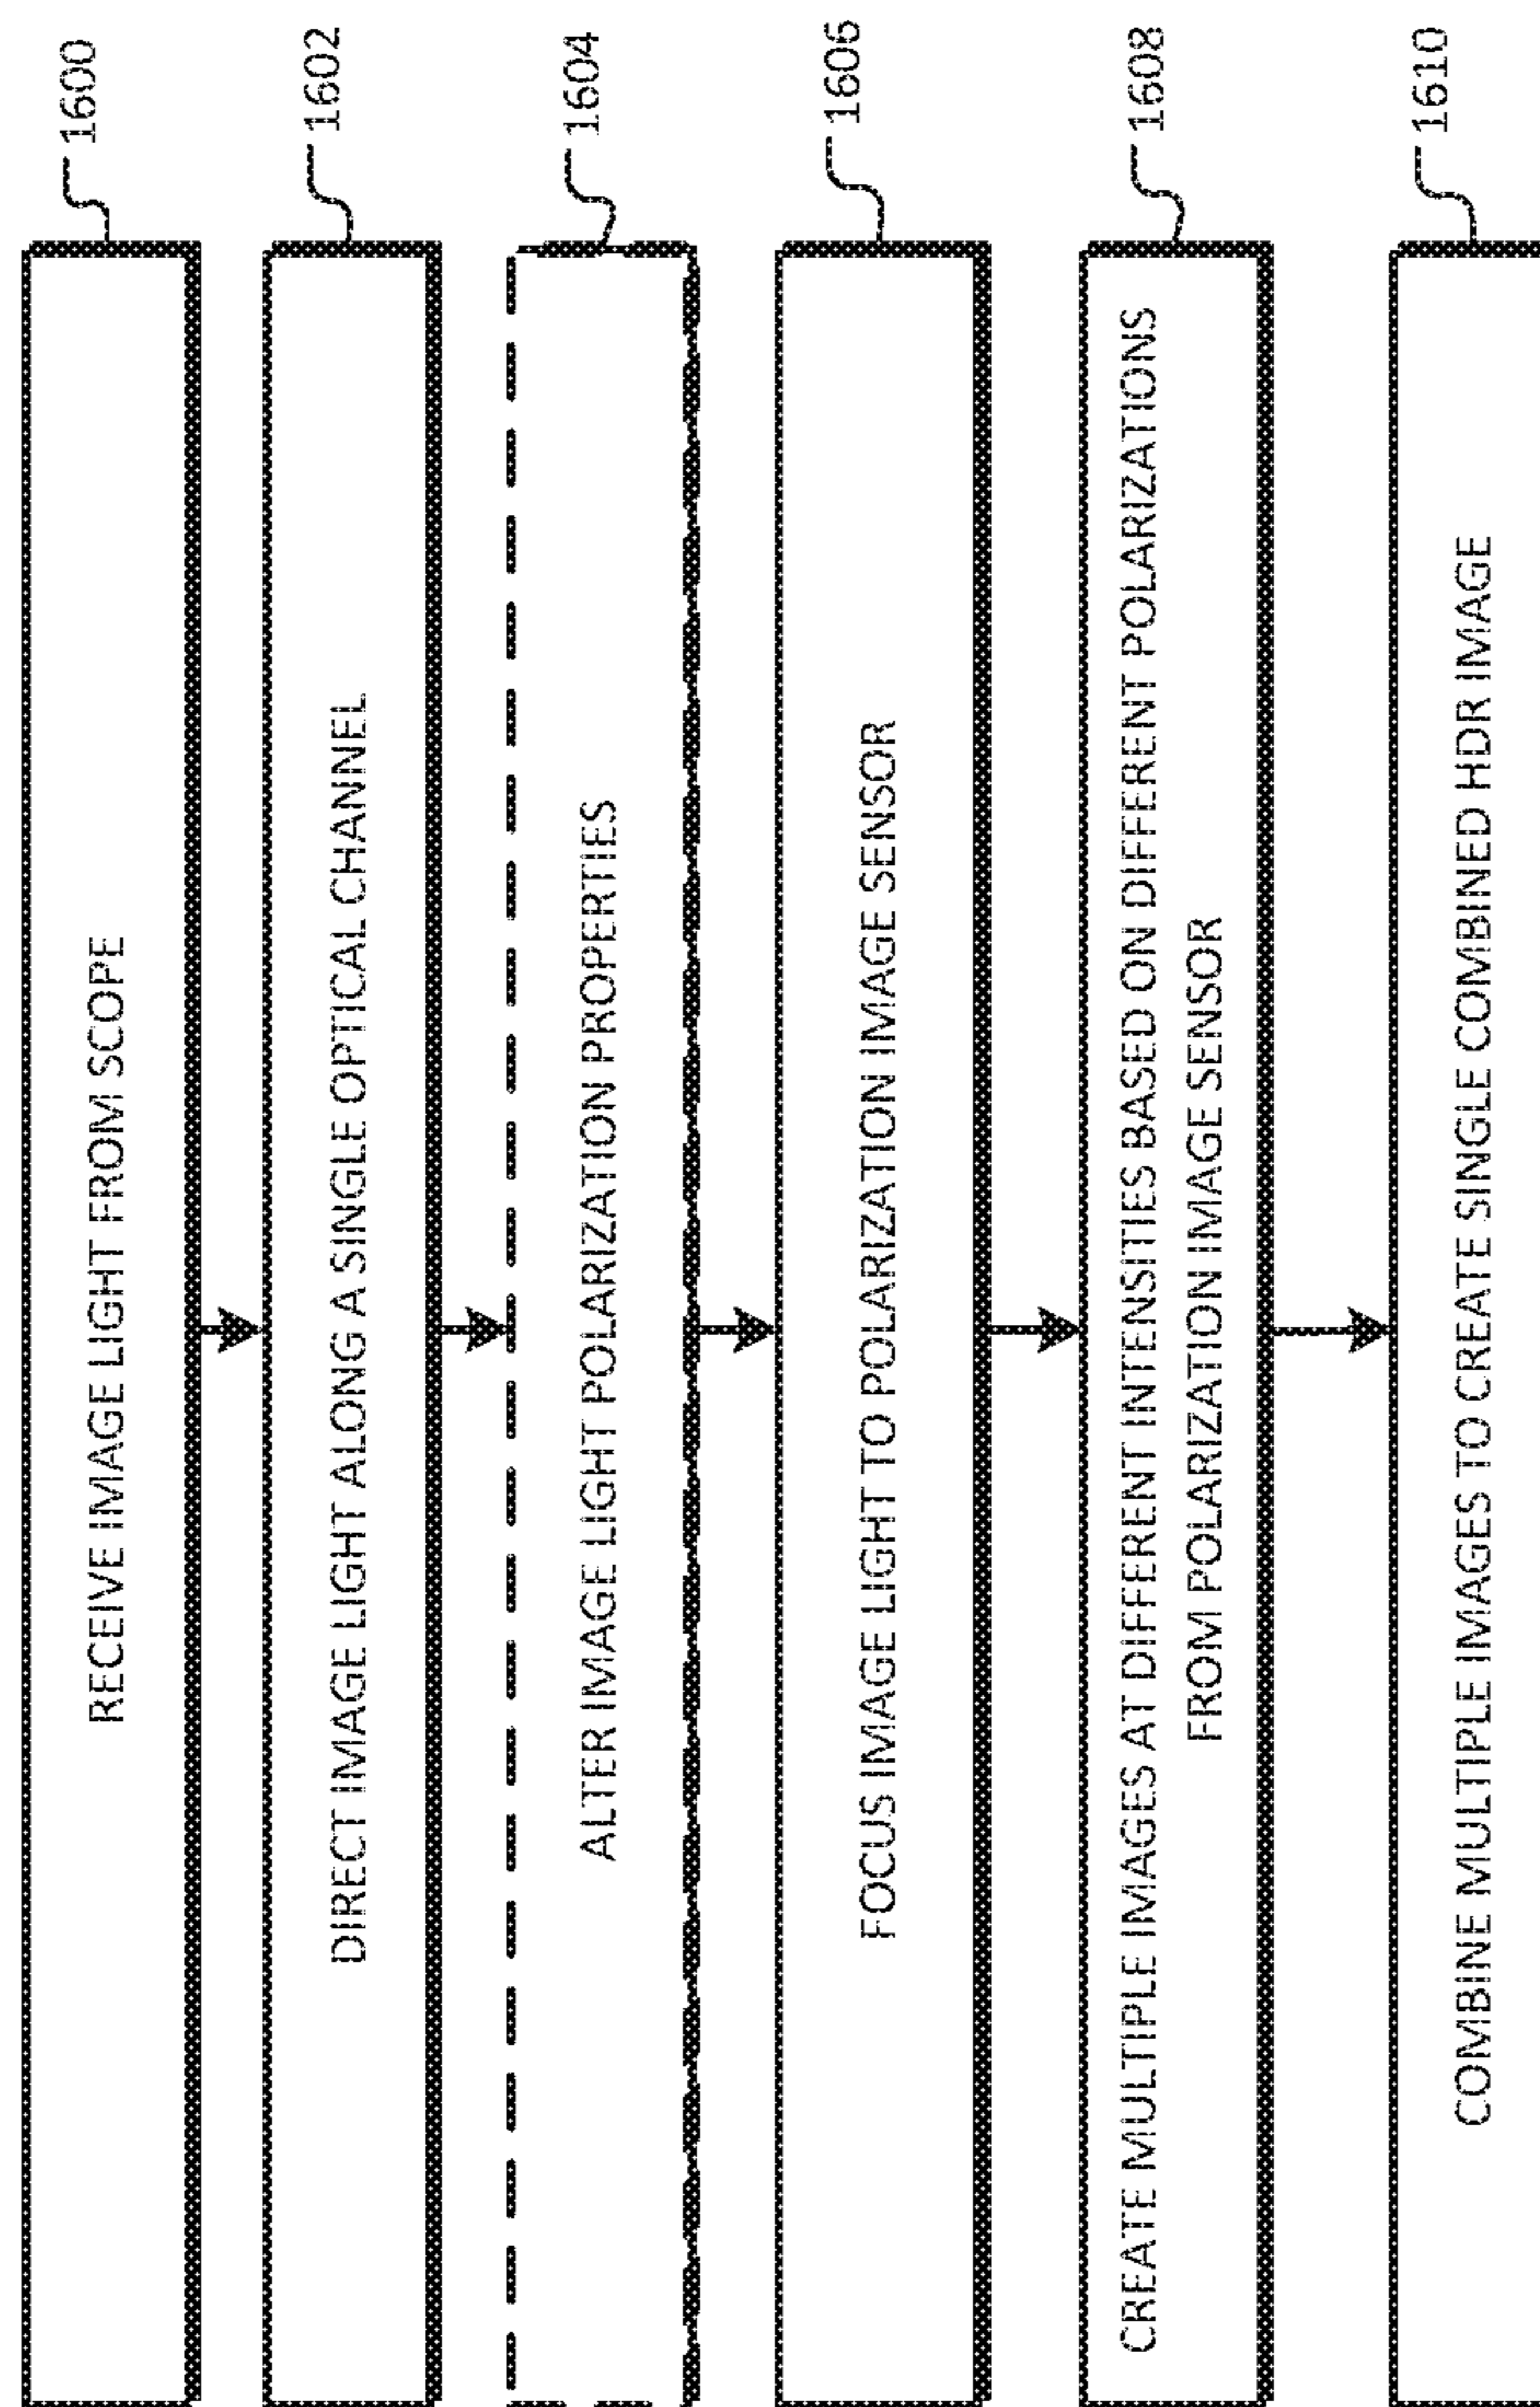 RECEIVE IMAGE LIGHT FROM SCOPE
1600
DIRECT IMAGE LIGHT ALONG A SINGLE OPTICAL CHANNEL
1602
ALTER IMAGE LIGHT POLARIZATION PROPERTIES
1604
FOCUS IMAGE LIGHT TO POLARIZATION IMAGE SENSOR
1606
CREATE MULTIPLE IMAGES AT DIFFERENT INTENSITIES BASED ON DIFFERENT POLARIZATIONS
FROM POLARIZATION IMAGE SENSOR
1608
COMBINE MULTIPLE IMAGES TO CREATE SINGLE COMBINED HDR IMAGE
1610